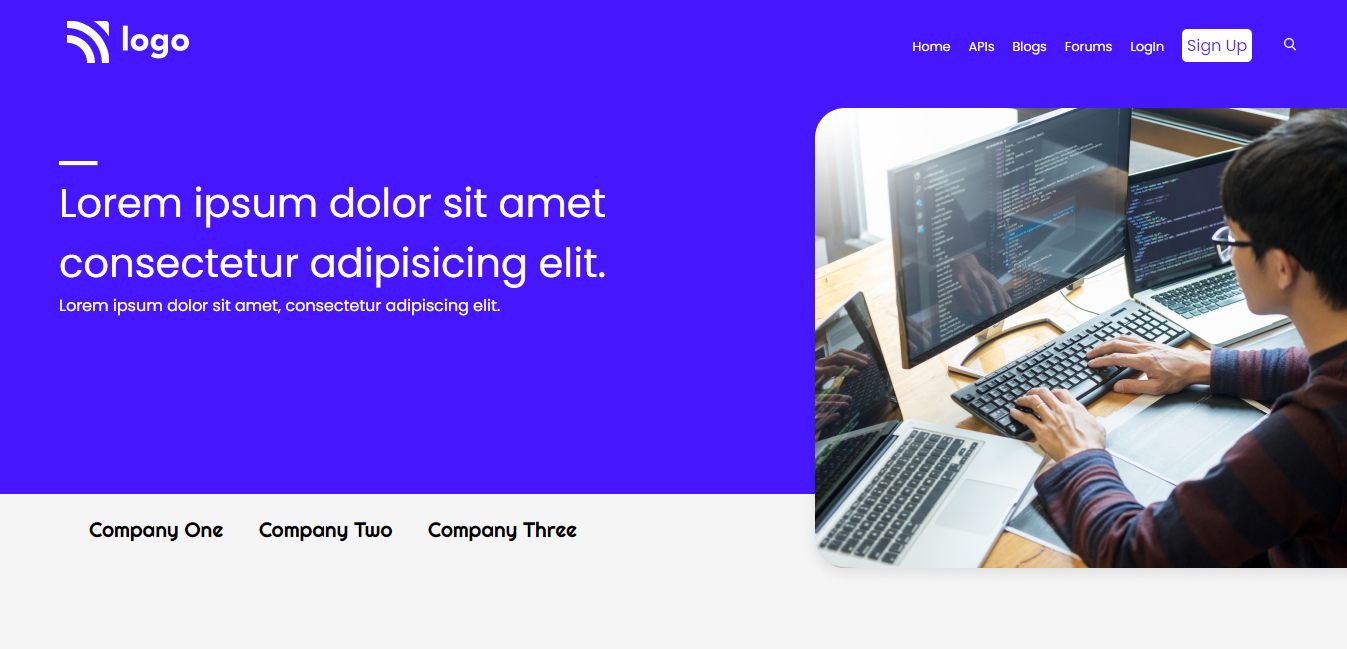 logo
Home APIs Blogs Forums LogIn Sign Up
Lorem ipsum dolor sit amet
consectetur adipisicing elit.
Lorem ipsum dolor sit amet, consectetur adipiscing elit.
Company One Company Two Company Three